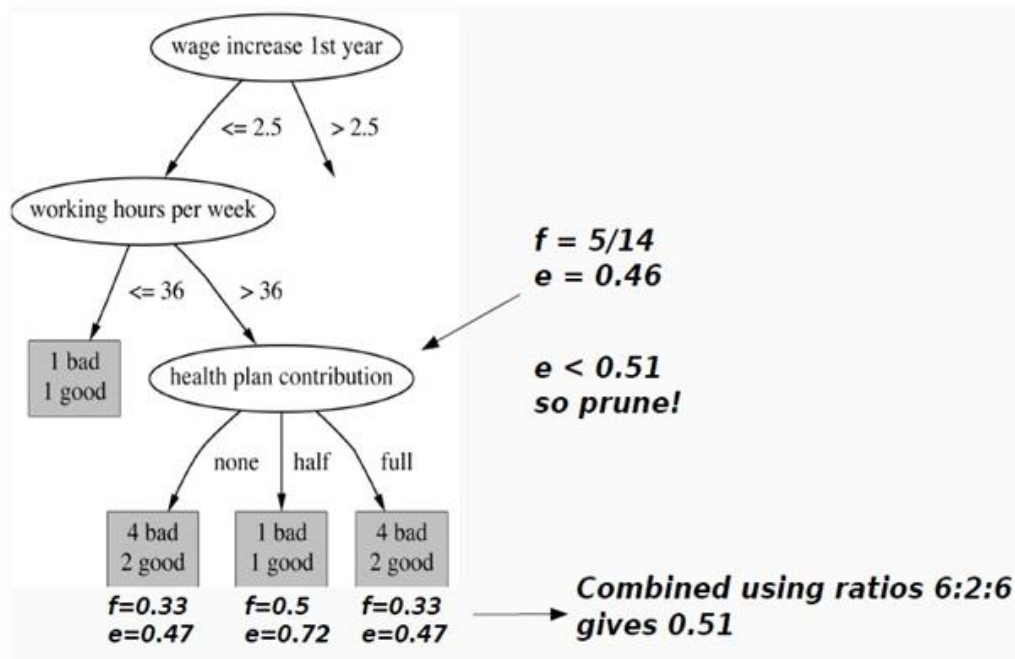 wage increase 1st year
<= 2.5
> 2.5
working hours per week
<= 36
> 36
f = 5/14
e = 0.46
1 bad
1 good
health plan contribution
e < 0.51
so prune!
none
half
full
4 bad
2 good
1 bad
1 good
4 bad
2 good
f=0.33
e=0.47
f=0.5
e=0.72
f=0.33
e=0.47
Combined using ratios 6:2:6
gives 0.51